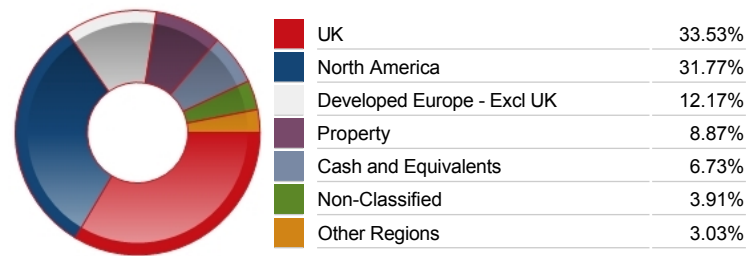 UK 33.53%
North America 31.77%
Developed Europe - Excl UK 12.17%
Property 8.87%
Cash and Equivalents 6.73%
Non-Classified 3.91%
Other Regions 3.03%